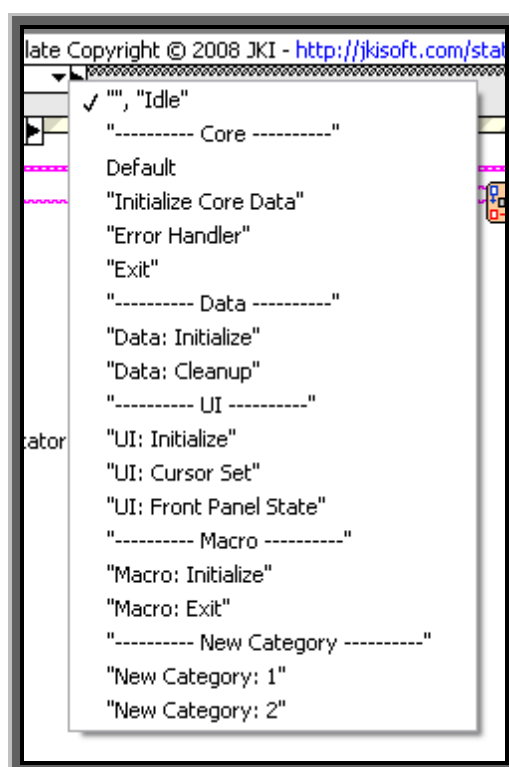 late Copyright © 2008 JKI - http://jkisoft.com/stat
"", "Idle"
"---------- Core ----------"
Default
"Initialize Core Data"
"Error Handler"
"Exit"
"---------- Data ----------"
"Data: Initialize"
"Data: Cleanup"
"---------- UI ----------"
cator
"UI: Initialize"
"UI: Cursor Set"
"UI: Front Panel State"
"---------- Macro ----------"
"Macro: Initialize"
"Macro: Exit"
"---------- New Category ----------"
"New Category: 1"
"New Category: 2"